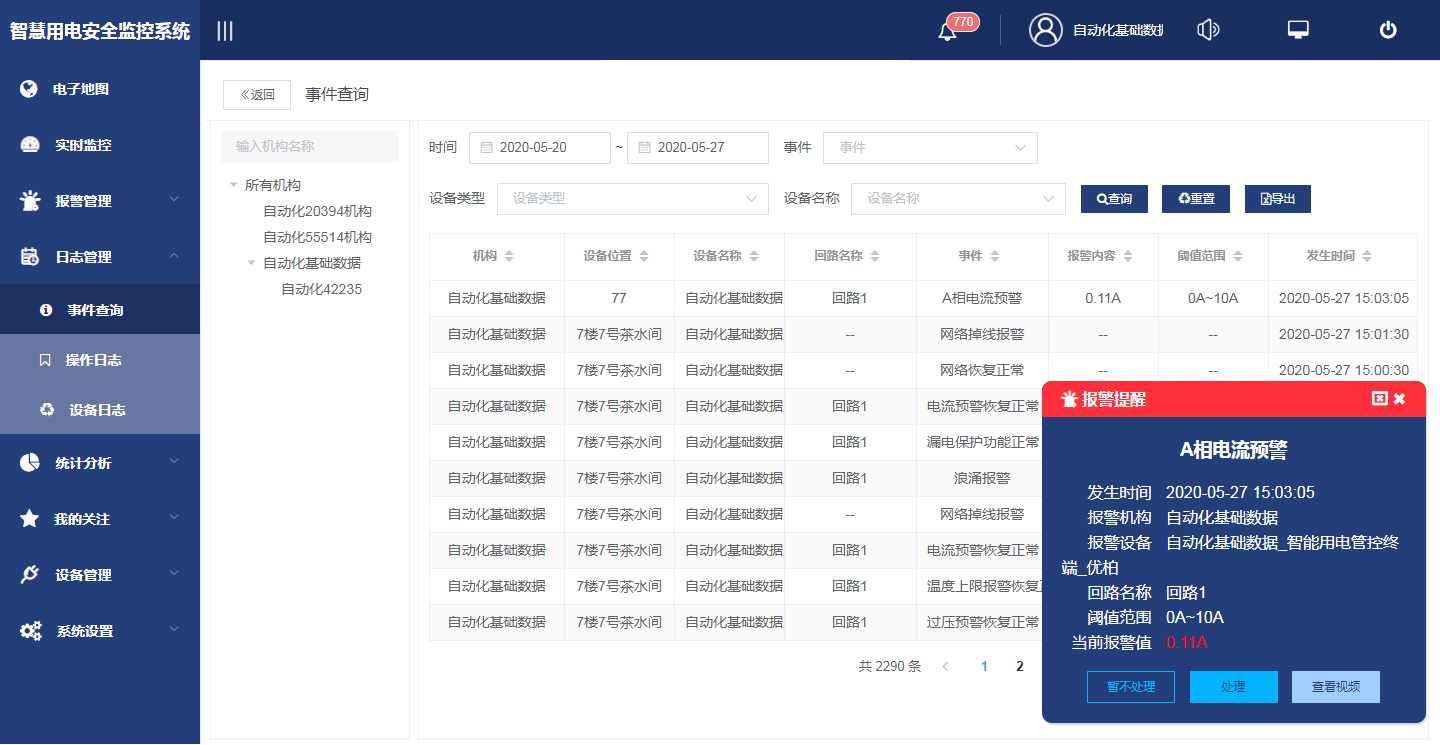 智慧用电安全监控系统
770
自动化基础数据
电子地图
实时监控
报警管理
日志管理
事件查询
操作日志
设备日志
统计分析
我的关注
设备管理
系统设置
«返回
事件查询
输入机构名称
所有机构
自动化20394机构
自动化55514机构
自动化基础数据
自动化42235
时间 2020-05-20 ~ 2020-05-27 事件 事件
设备类型 设备类型 设备名称 设备名称 查询 重置 导出
机构 设备位置 设备名称 回路名称 事件 报警内容 阈值范围 发生时间
自动化基础数据 77 自动化基础数据 回路1 A相电流预警 0.11A 0A~10A 2020-05-27 15:03:05
自动化基础数据 7楼7号茶水间 自动化基础数据 -- 网络掉线报警 -- -- 2020-05-27 15:01:30
自动化基础数据 7楼7号茶水间 自动化基础数据 -- 网络恢复正常 -- -- 2020-05-27 15:00:30
自动化基础数据 7楼7号茶水间 自动化基础数据 回路1 电流预警恢复正常
自动化基础数据 7楼7号茶水间 自动化基础数据 回路1 漏电保护功能正常
自动化基础数据 7楼7号茶水间 自动化基础数据 回路1 浪涌报警
自动化基础数据 7楼7号茶水间 自动化基础数据 -- 网络掉线报警
自动化基础数据 7楼7号茶水间 自动化基础数据 回路1 电流预警恢复正常
自动化基础数据 7楼7号茶水间 自动化基础数据 回路1 温度上限报警恢复
自动化基础数据 7楼7号茶水间 自动化基础数据 回路1 过压预警恢复正常
共 2290 条 < 1 2
报警提醒
A相电流预警
发生时间 2020-05-27 15:03:05
报警机构 自动化基础数据
报警设备 自动化基础数据_智能用电管控终
端_优柏
回路名称 回路1
阈值范围 0A~10A
当前报警值 0.11A
暂不处理 处理 查看视频